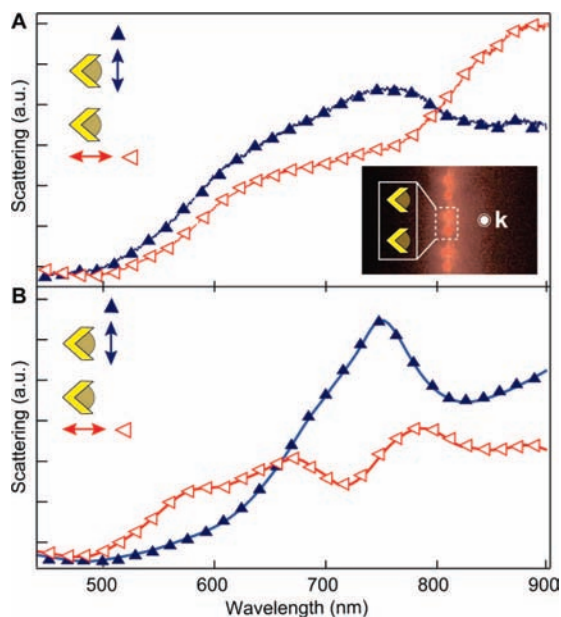 A
Scattering (a.u.)
k
B
Scattering (a.u.)
500 600 700 800 900
Wavelength (nm)